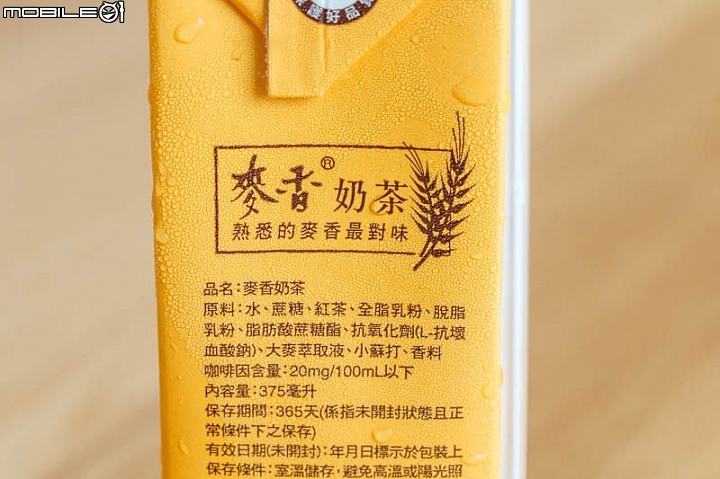 MOBILE01
護好品
麥香® 奶茶
熟悉的麥香最對味
品名：麥香奶茶
原料：水、蔗糖、紅茶、全脂乳粉、脫脂
乳粉、脂肪酸蔗糖酯、抗氧化劑(L-抗壞
血酸鈉)、大麥萃取液、小蘇打、香料
咖啡因含量：20mg/100mL以下
內容量：375毫升
保存期間：365天(係指未開封狀態且正
常條件下之保存)
有效日期(未開封)：年月日標示於包裝上
保存條件：室溫儲存，避免高溫或陽光照